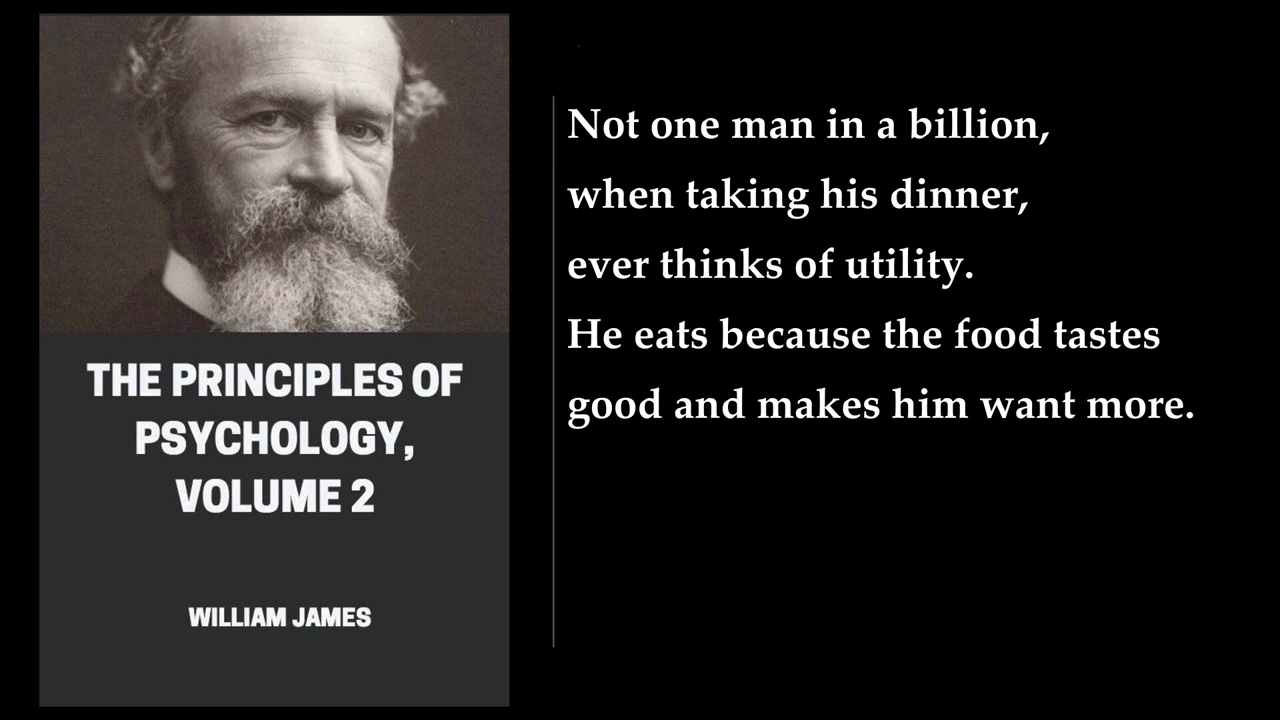 THE PRINCIPLES OF
PSYCHOLOGY,
VOLUME 2
WILLIAM JAMES
Not one man in a billion,
when taking his dinner,
ever thinks of utility.
He eats because the food tastes
good and makes him want more.